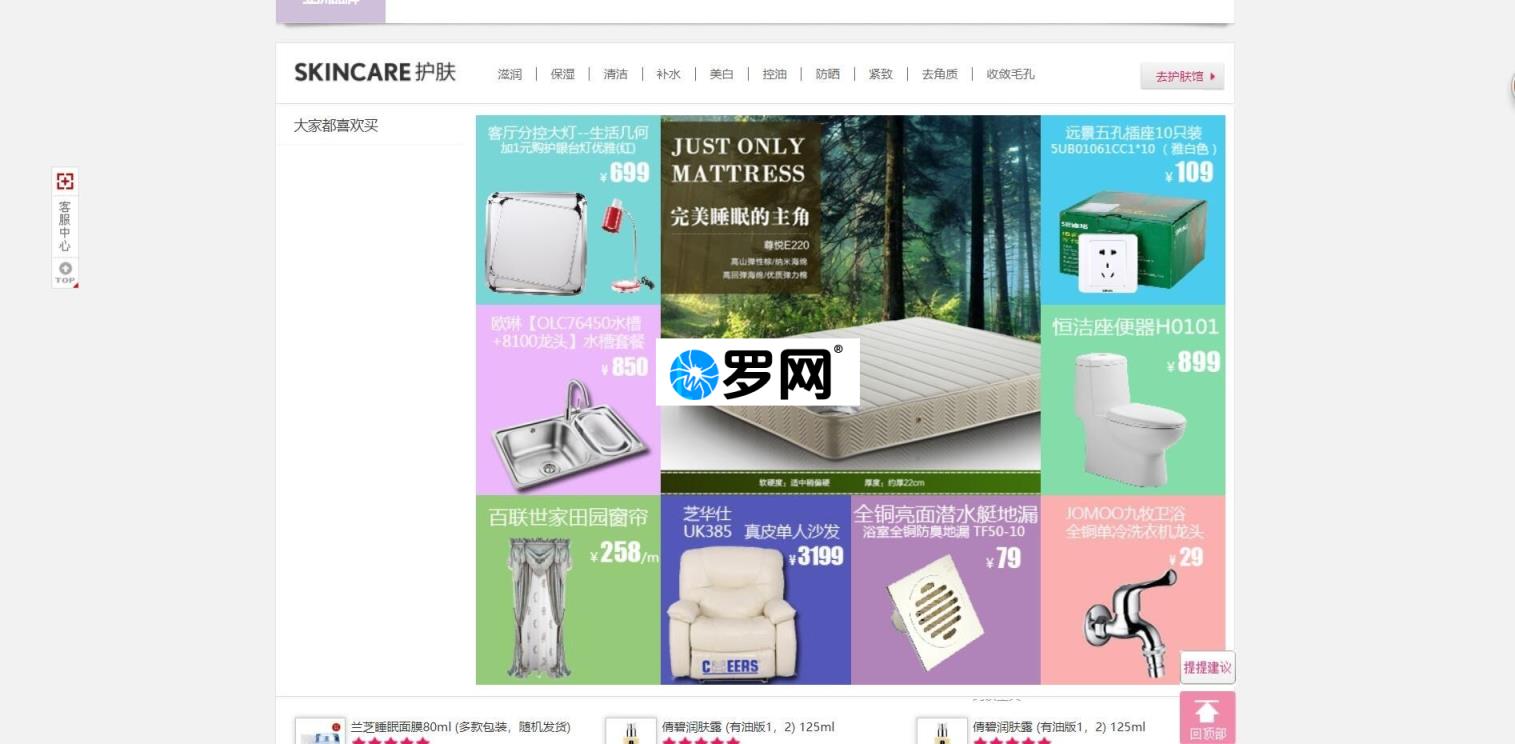 SKINCARE 护肤
滋润
保湿
清洁
补水
美白
控油
防晒
紧致
去角质
收敛毛孔
去护肤馆
大家都喜欢买
客服中心
TOP
客厅分控大灯--生活几何
加1元购护眼台灯优雅(红)
¥699
JUST ONLY
MATTRESS
完美睡眠的主角
尊悦E220
高山弹性棕/纳米海绵
高回弹海绵/优质弹力棉
远景五孔插座10只装
5UB01061CC1*10（雅白色）
¥109
欧琳【OLC76450水槽
+8100龙头】水槽套餐
¥850
罗网®
恒洁座便器H0101
¥899
软硬度：适中稍偏硬
厚度：约厚22cm
百联世家田园窗帘
¥258/m
芝华仕
UK385 真皮单人沙发
¥3199
CHEERS
全铜亮面潜水艇地漏
浴室全铜防臭地漏 TF50-10
¥79
JOMOO九牧卫浴
全铜单冷洗衣机龙头
¥29
提提建议
回顶部
兰芝睡眠面膜80ml (多款包装，随机发货)
倩碧润肤露 (有油版1，2) 125ml
倩碧润肤露 (有油版1，2) 125ml